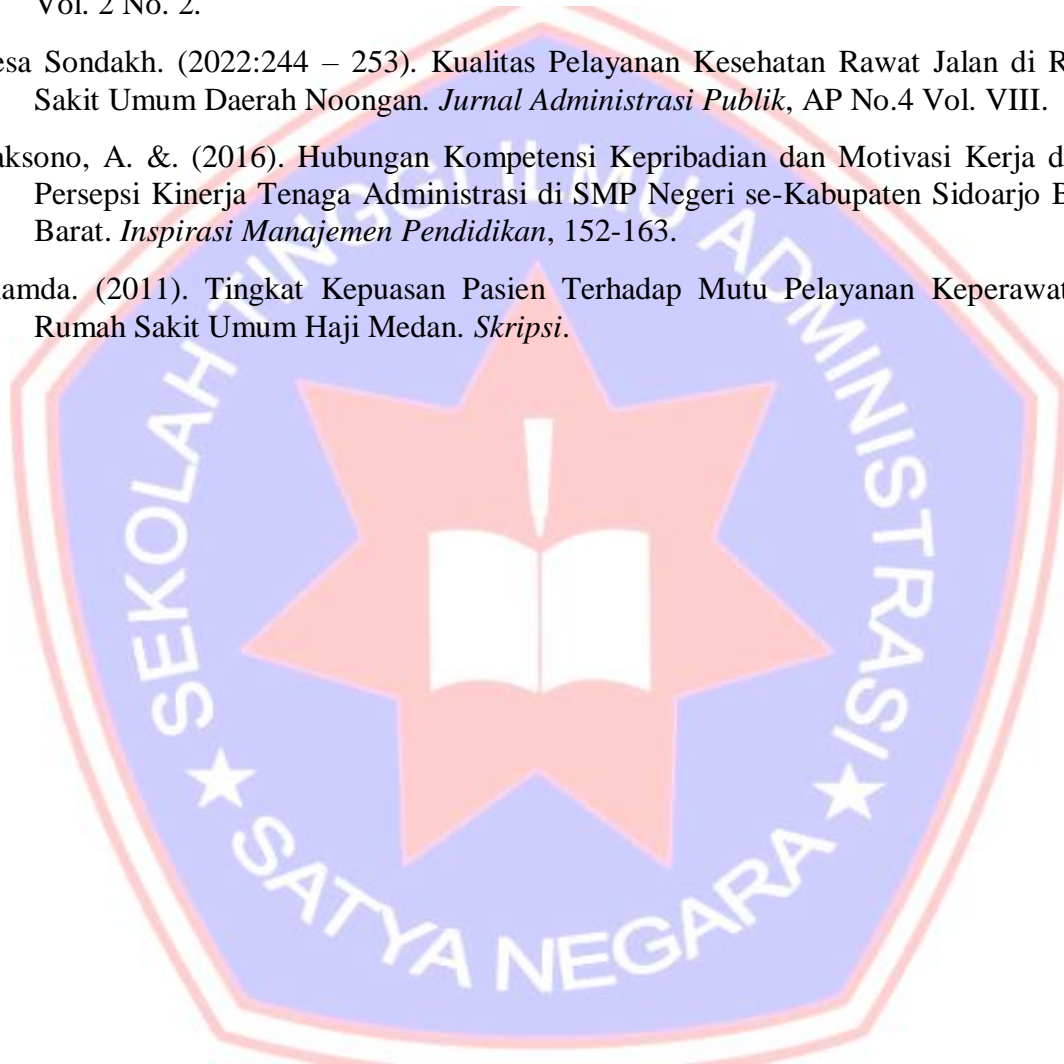 Vol. 2 No. 2.
esa Sondakh. (2022:244 – 253). Kualitas Pelayanan Kesehatan Rawat Jalan di R
Sakit Umum Daerah Noongan. Jurnal Administrasi Publik, AP No.4 Vol. VIII.
aksono, A. &. (2016). Hubungan Kompetensi Kepribadian dan Motivasi Kerja d
Persepsi Kinerja Tenaga Administrasi di SMP Negeri se-Kabupaten Sidoarjo B
Barat. Inspirasi Manajemen Pendidikan, 152-163.
amda. (2011). Tingkat Kepuasan Pasien Terhadap Mutu Pelayanan Keperawat
Rumah Sakit Umum Haji Medan. Skripsi.
SEKOLAH TINGGI ILMU ADMINISTRASI
SATYA NEGARA